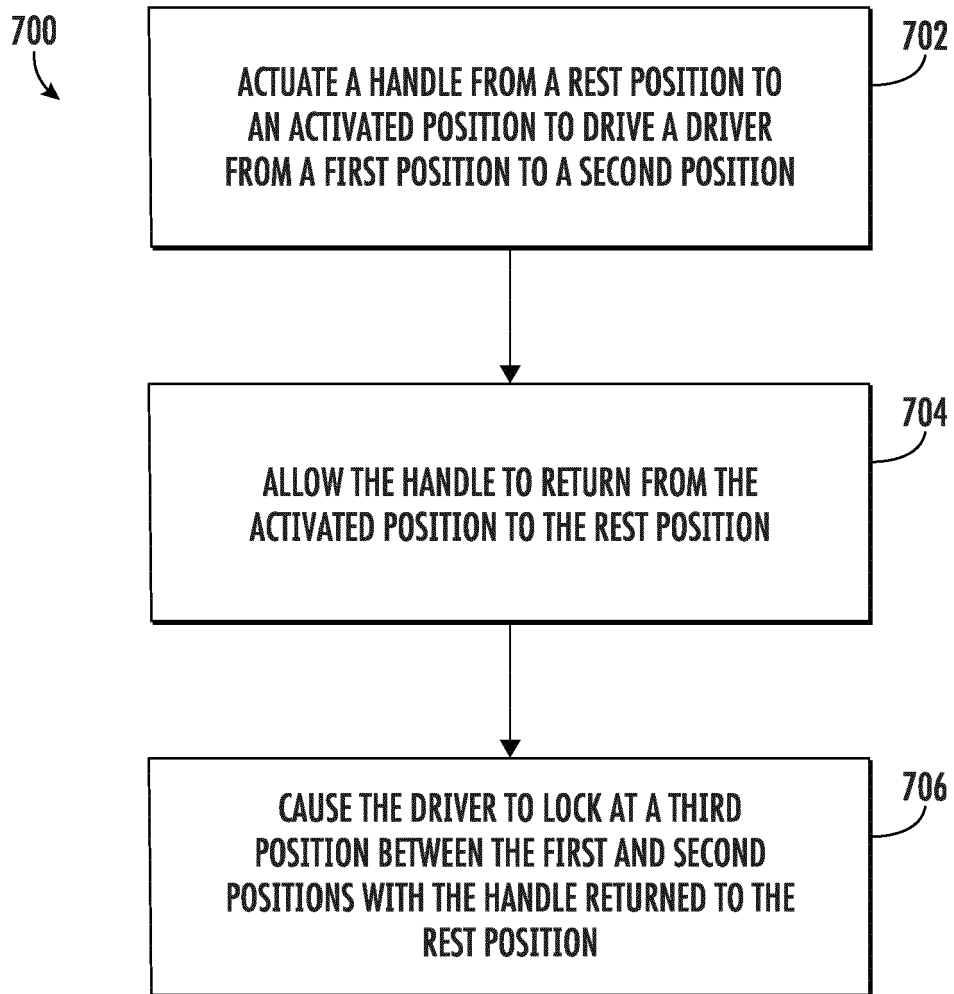 700
702
ACTUATE A HANDLE FROM A REST POSITION TO
AN ACTIVATED POSITION TO DRIVE A DRIVER
FROM A FIRST POSITION TO A SECOND POSITION
704
ALLOW THE HANDLE TO RETURN FROM THE
ACTIVATED POSITION TO THE REST POSITION
706
CAUSE THE DRIVER TO LOCK AT A THIRD
POSITION BETWEEN THE FIRST AND SECOND
POSITIONS WITH THE HANDLE RETURNED TO THE
REST POSITION